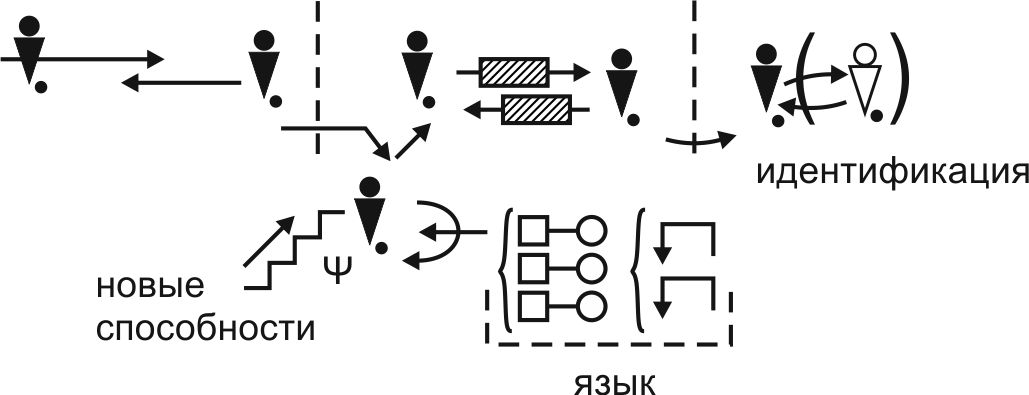 идентификация
ψ
новые
способности
язык